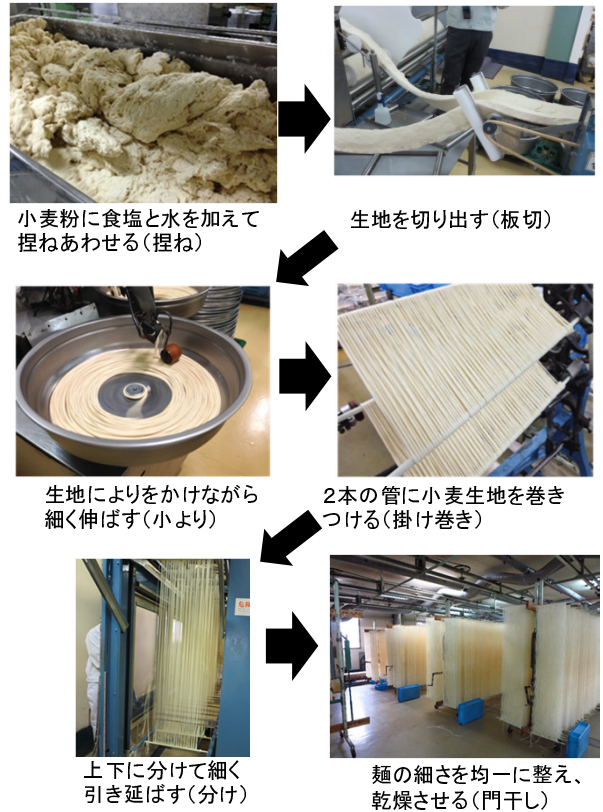 小麦粉に食塩と水を加えて
捏ねあわせる(捏ね)
生地を切り出す(板切)
生地によりをかけながら
細く伸ばす(小より)
2本の管に小麦生地を巻き
つける(掛け巻き)
上下に分けて細く
引き延ばす(分け)
麺の細さを均一に整え、
乾燥させる(門干し)